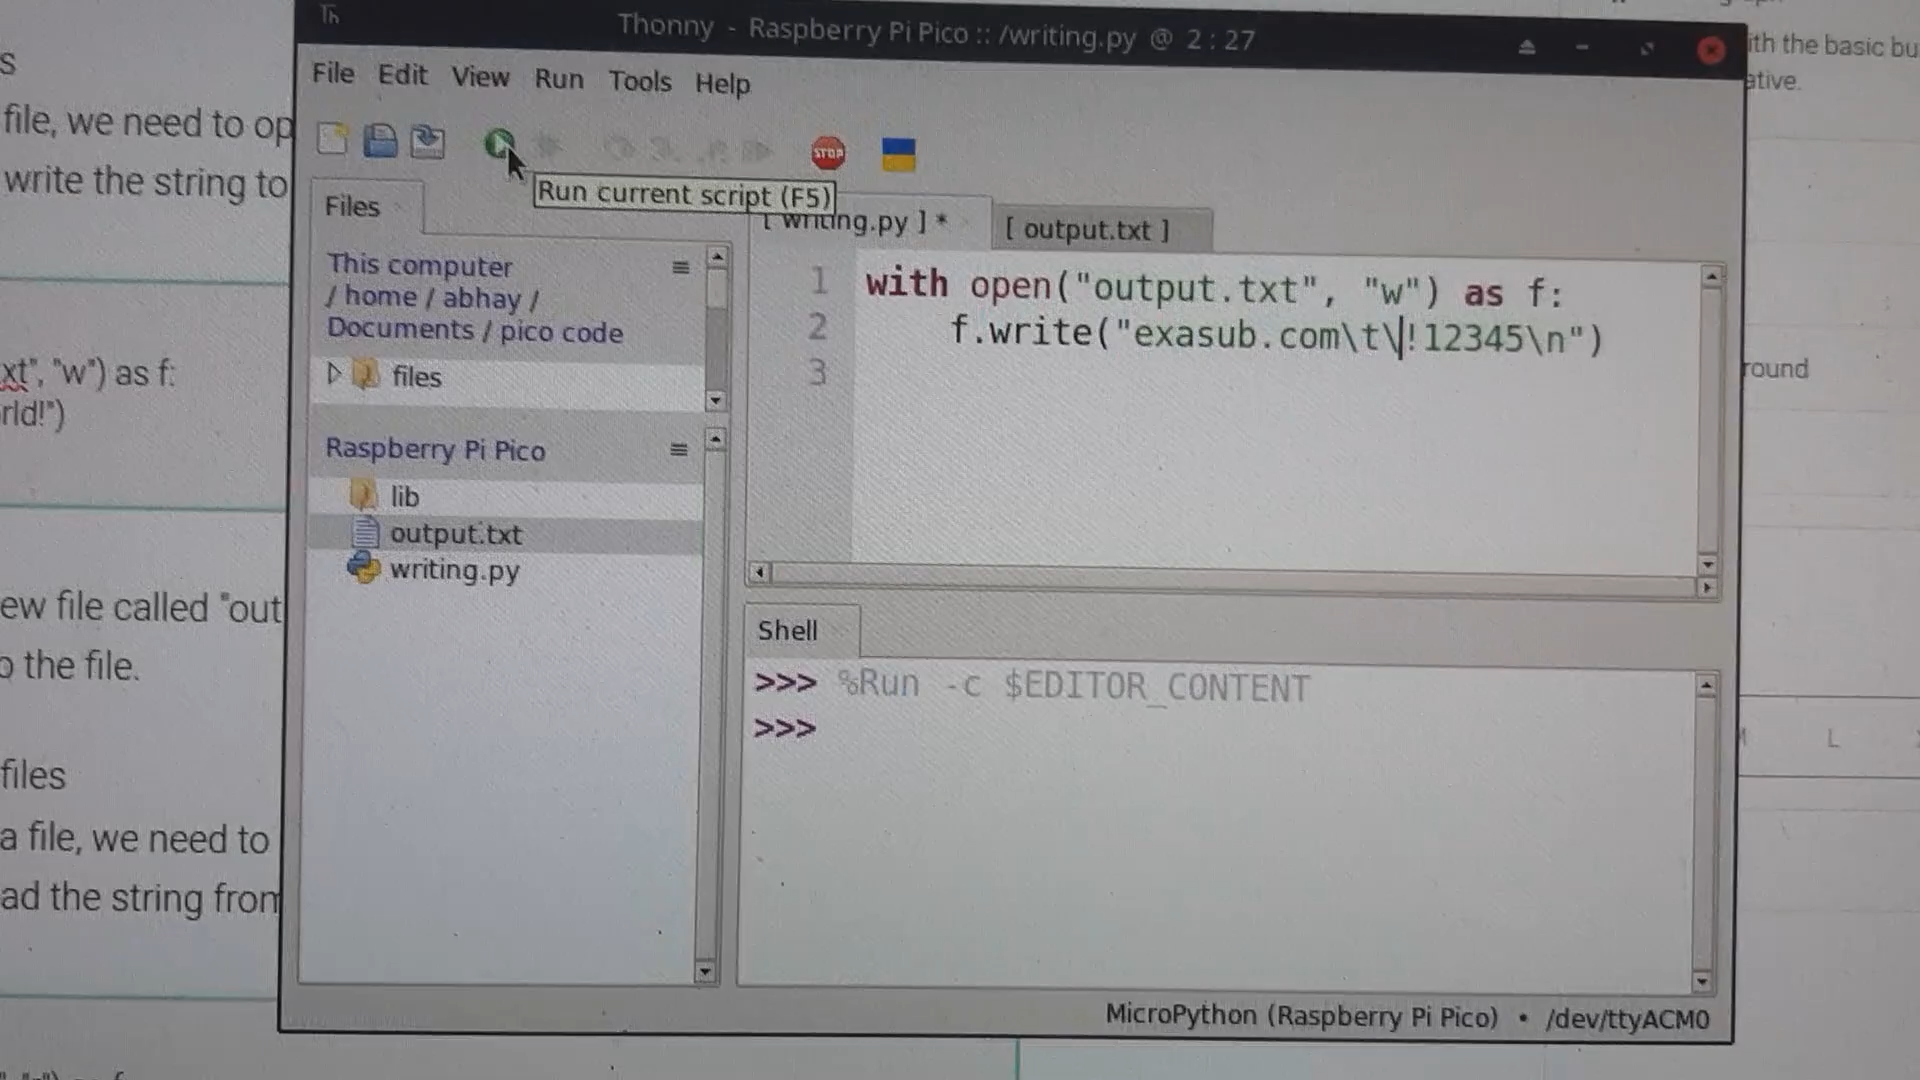 Thonny - Raspberry Pi Pico :: /writing.py @ 2 : 27
File Edit View Run Tools Help
STOP
Run current script (F5)
Files
[ writing.py ] *
[ output.txt ]
This computer
/ home / abhay /
Documents / pico code
files
Raspberry Pi Pico
lib
output.txt
writing.py
1 with open("output.txt", "w") as f:
2 f.write("exasub.com\t\!12345\n")
3
Shell
>>> %Run -c $EDITOR_CONTENT
>>>
MicroPython (Raspberry Pi Pico) • /dev/ttyACM0
s
file, we need to op
write the string to
xt", "w") as f:
rld!")
ew file called "out
o the file.
files
a file, we need to
ad the string from
ith the basic bu
ative.
round
L